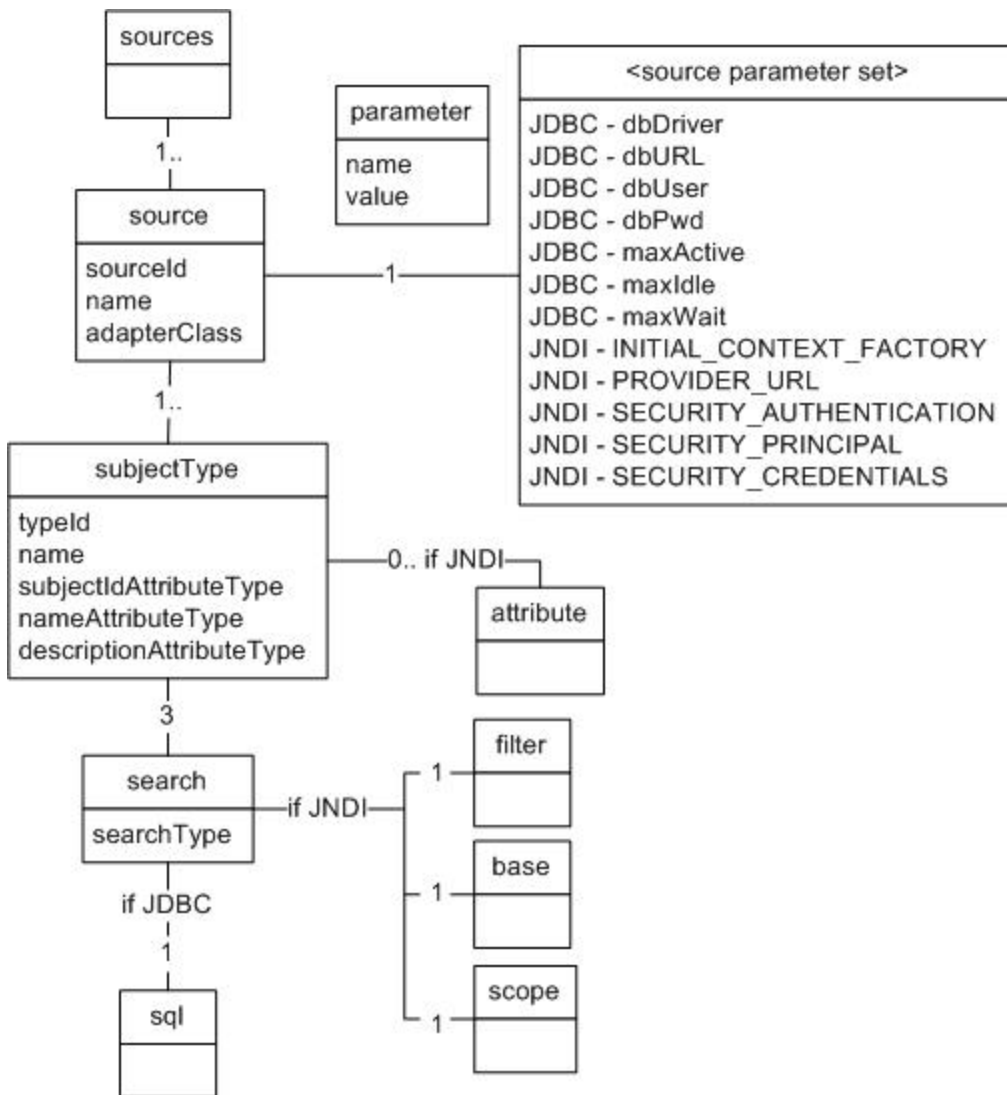 sources
1..
source
sourceId
name
adapterClass
parameter
name
value
<source parameter set>
JDBC - dbDriver
JDBC - dbURL
JDBC - dbUser
JDBC - dbPwd
JDBC - maxActive
JDBC - maxIdle
JDBC - maxWait
JNDI - INITIAL_CONTEXT_FACTORY
JNDI - PROVIDER_URL
JNDI - SECURITY_AUTHENTICATION
JNDI - SECURITY_PRINCIPAL
JNDI - SECURITY_CREDENTIALS
1
1..
subjectType
typeId
name
subjectIdAttributeType
nameAttributeType
descriptionAttributeType
0.. if JNDI
attribute
3
search
searchType
if JNDI
1
filter
1
base
1
scope
if JDBC
1
sql